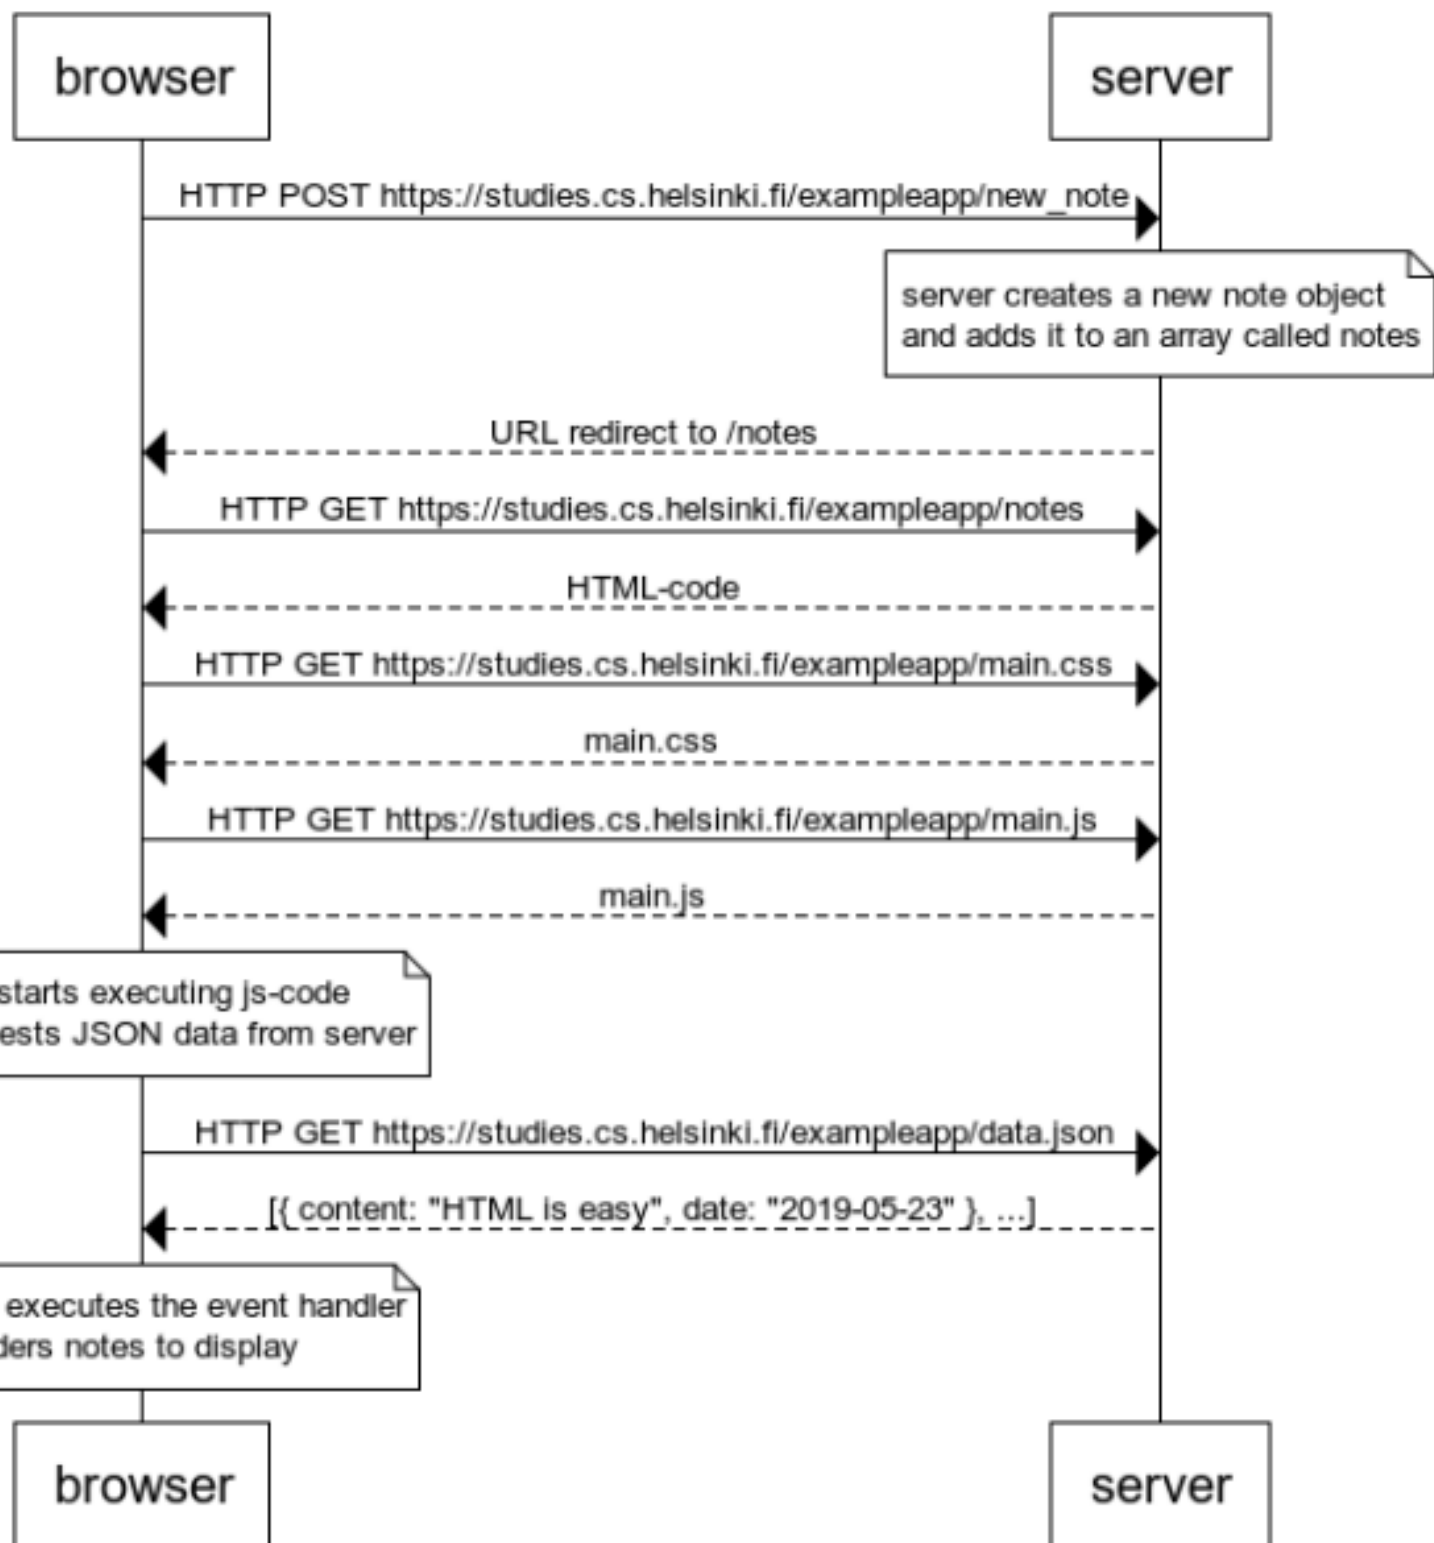 browser
server
HTTP POST https://studies.cs.helsinki.fi/exampleapp/new_note
server creates a new note object
and adds it to an array called notes
URL redirect to /notes
HTTP GET https://studies.cs.helsinki.fi/exampleapp/notes
HTML-code
HTTP GET https://studies.cs.helsinki.fi/exampleapp/main.css
main.css
HTTP GET https://studies.cs.helsinki.fi/exampleapp/main.js
main.js
starts executing js-code
ests JSON data from server
HTTP GET https://studies.cs.helsinki.fi/exampleapp/data.json
[{ content: "HTML is easy", date: "2019-05-23" }, ...]
executes the event handler
ders notes to display
browser
server